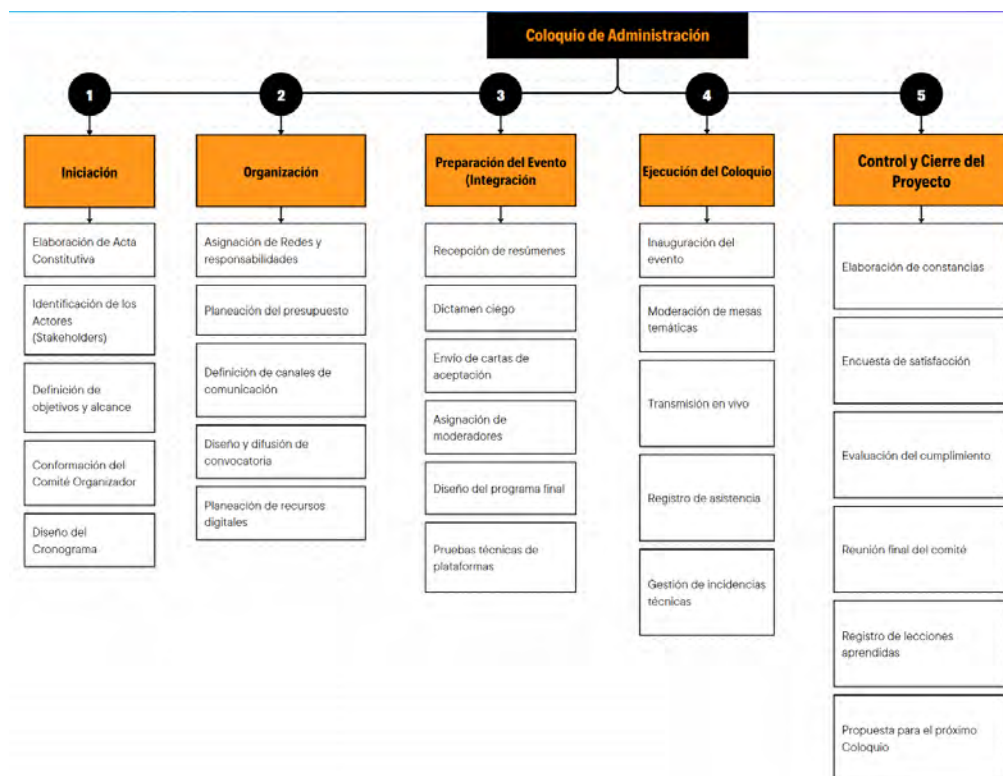 Coloquio de Administración
1
2
3
4
5
Iniciación
Organización
Preparación del Evento
(Integración
Ejecución del Coloquio
Control y Cierre del
Proyecto
Elaboración de Acta
Constitutiva
Identificación de los
Actores
(Stakeholders)
Definición de
objetivos y alcance
Conformación del
Comité Organizador
Diseño del
Cronograma
Asignación de Redes y
responsabilidades
Planeación del presupuesto
Definición de canales de
comunicación
Diseño y difusión de
convocatoria
Planeación de recursos
digitales
Recepción de resúmenes
Dictamen ciego
Envío de cartas de
aceptación
Asignación de
moderadores
Diseño del programa final
Pruebas técnicas de
plataformas
Inauguración del
evento
Moderación de mesas
temáticas
Transmisión en vivo
Registro de asistencia
Gestión de incidencias
técnicas
Elaboración de constancias
Encuesta de satisfacción
Evaluación del cumplimiento
Reunión final del comité
Registro de lecciones
aprendidas
Propuesta para el próximo
Coloquio